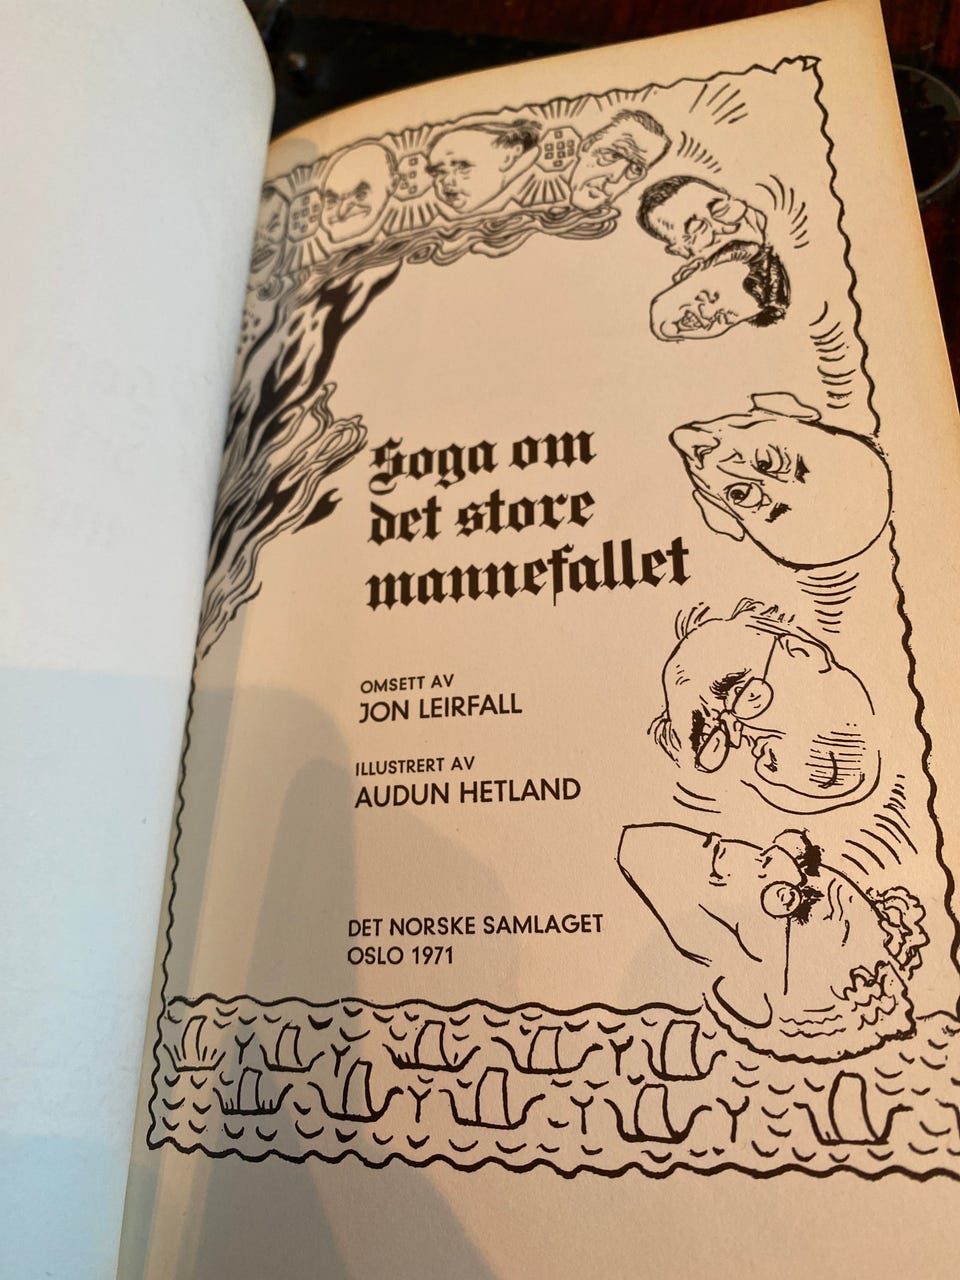 Soga om
det store
mannefallet
OMSETT AV
JON LEIRFALL
ILLUSTRERT AV
AUDUN HETLAND
DET NORSKE SAMLAGET
OSLO 1971